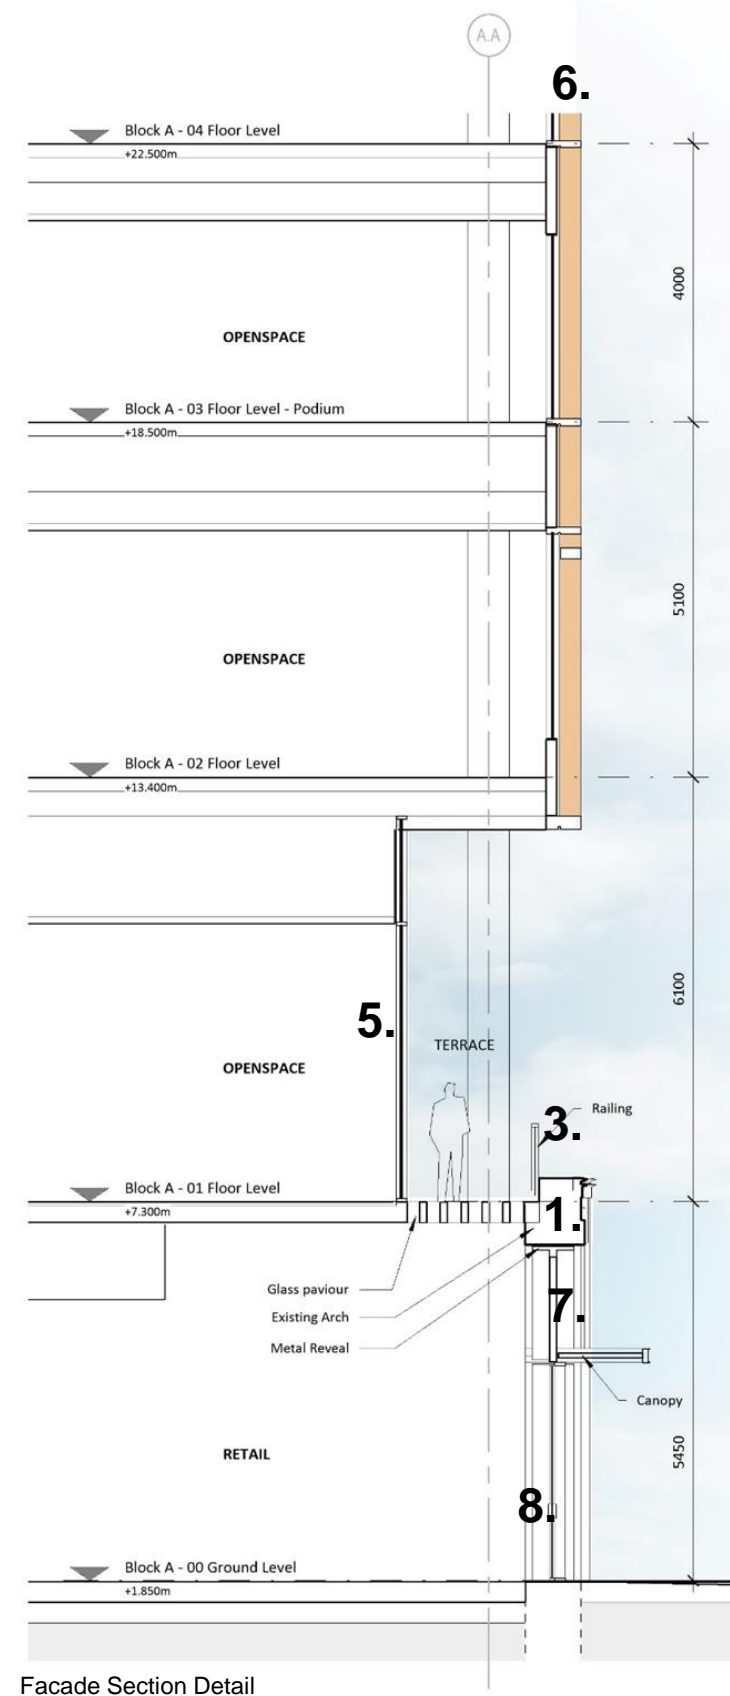 A.A
6.
Block A - 04 Floor Level
+22.500m
4000
OPENSPACE
Block A - 03 Floor Level - Podium
+18.500m
5100
OPENSPACE
Block A - 02 Floor Level
+13.400m
6100
5.
TERRACE
OPENSPACE
3.
Railing
Block A - 01 Floor Level
+7.300m
1.
Glass paviour
Existing Arch
Metal Reveal
7.
Canopy
5450
RETAIL
8.
Block A - 00 Ground Level
+1.850m
Facade Section Detail